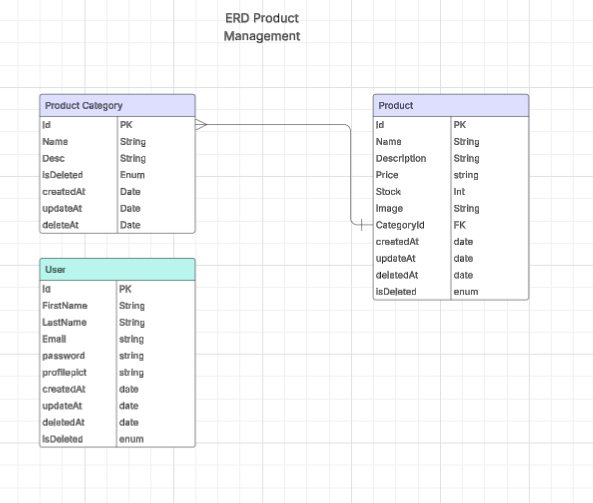 ERD Product
Management
Product Category
Id PK
Name String
Desc String
isDeleted Enum
createdAt Date
updateAt Date
deleteAt Date
Product
Id PK
Name String
Description String
Price string
Stock Int
Image String
CategoryId FK
createdAt date
updateAt date
deletedAt date
isDeleted enum
User
Id PK
FirstName String
LastName String
Email string
password string
profilepict string
createdAt date
updateAt date
deletedAt date
isDeleted enum